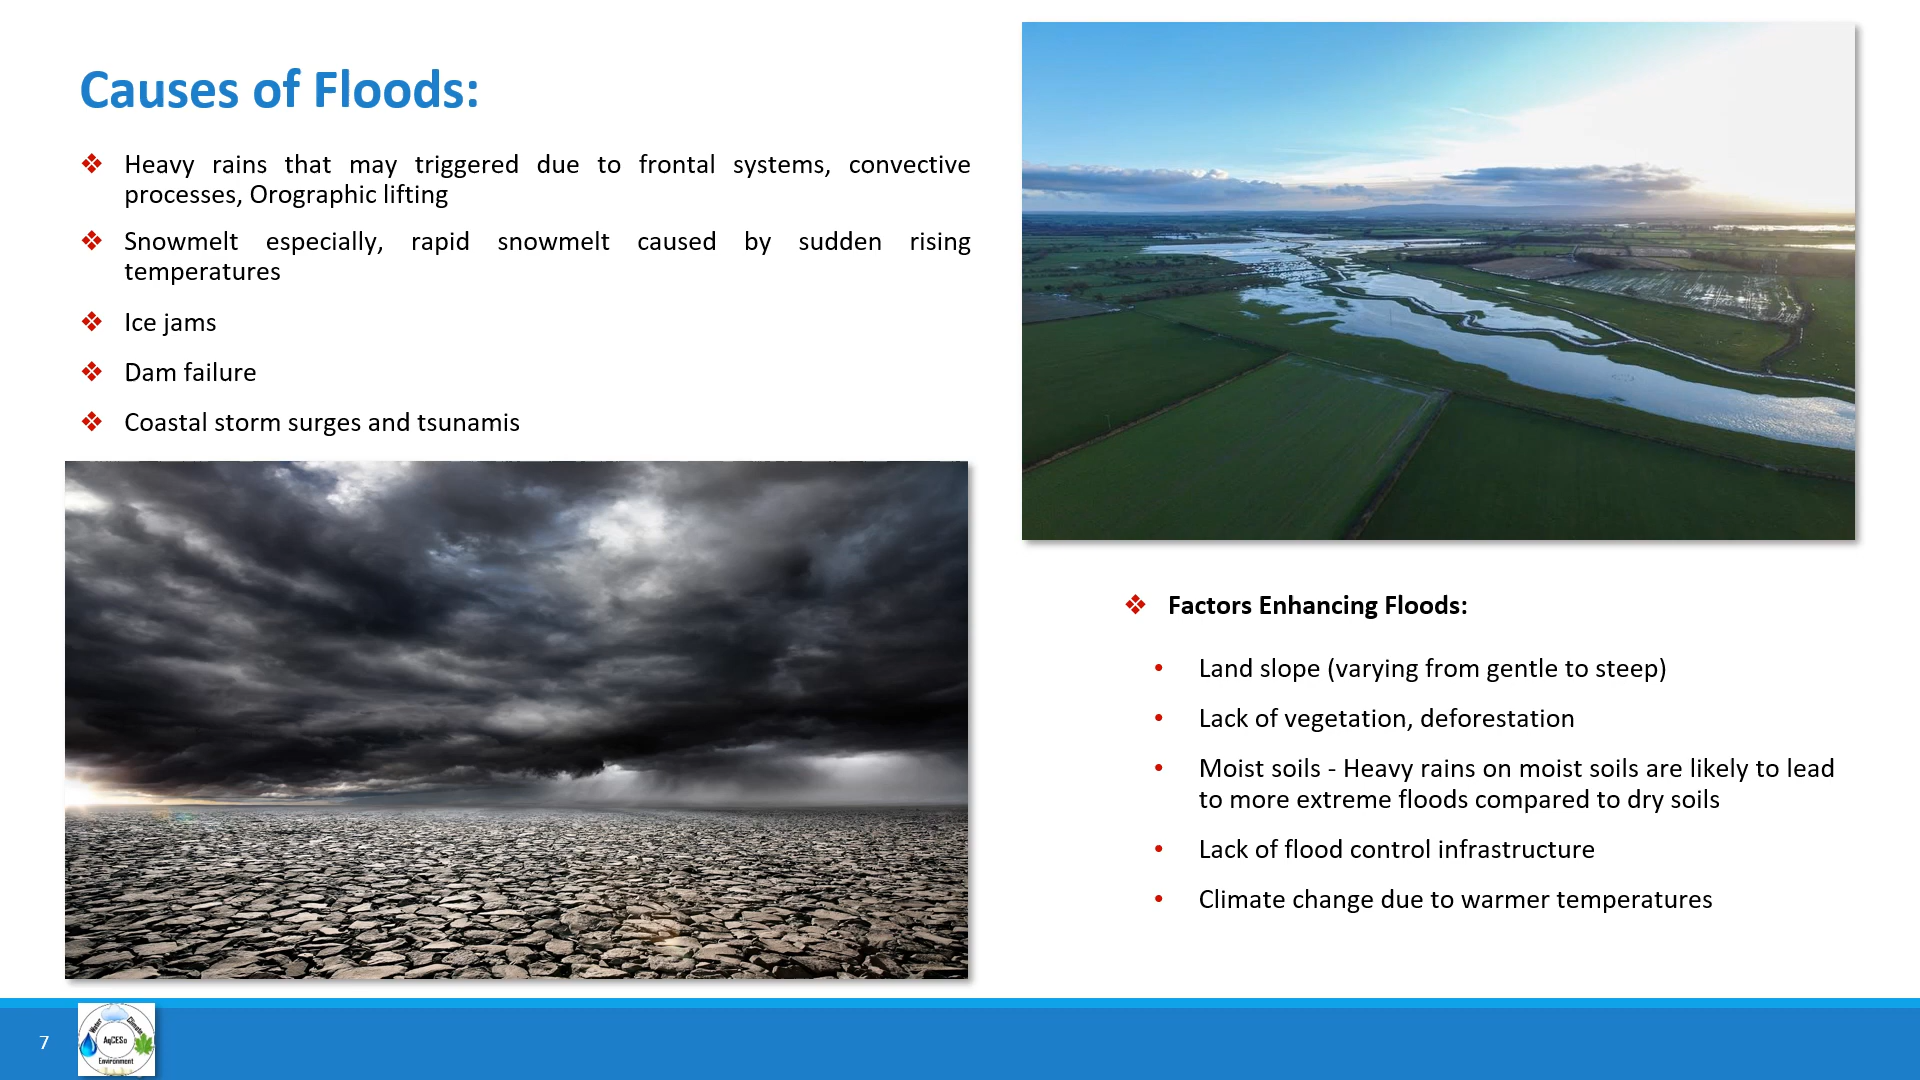 Causes of Floods:
❖ Heavy rains that may triggered due to frontal systems, convective
processes, Orographic lifting
❖ Snowmelt especially, rapid snowmelt caused by sudden rising
temperatures
❖ Ice jams
❖ Dam failure
❖ Coastal storm surges and tsunamis
❖ Factors Enhancing Floods:
• Land slope (varying from gentle to steep)
• Lack of vegetation, deforestation
• Moist soils - Heavy rains on moist soils are likely to lead
to more extreme floods compared to dry soils
• Lack of flood control infrastructure
• Climate change due to warmer temperatures
7
Water
Climate
AqCESo
Environment